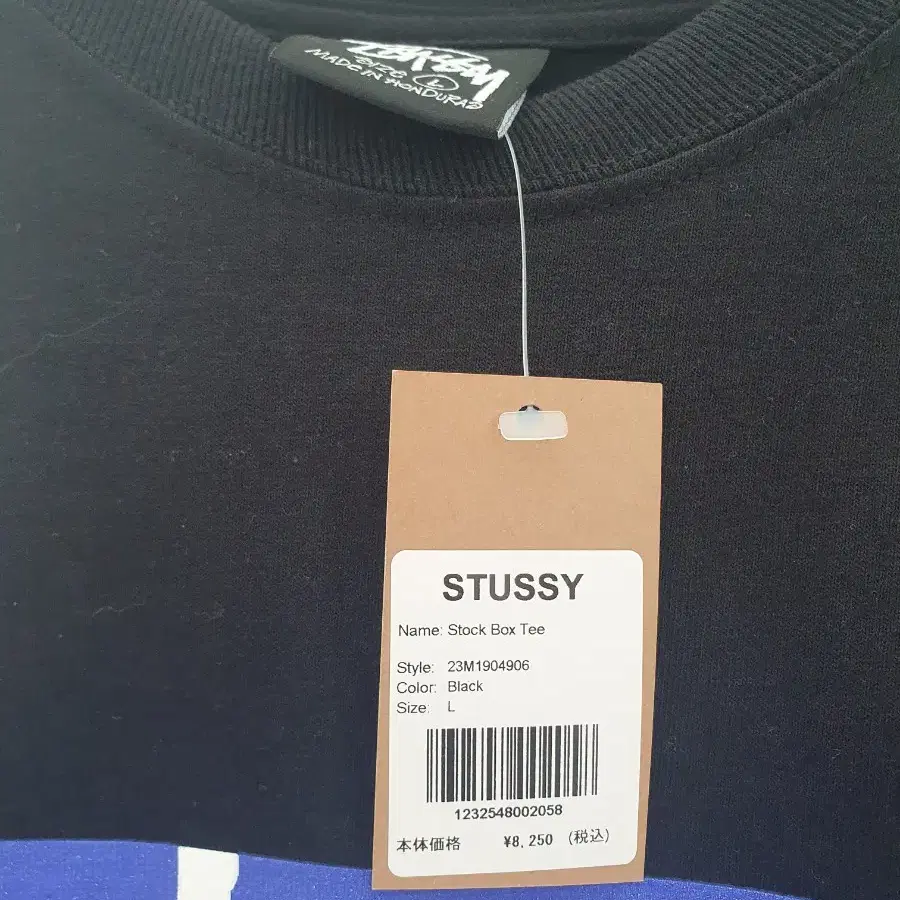 STUSSY
SIZE L
MADE IN HONDURAS
STUSSY
Name: Stock Box Tee
Style: 23M1904906
Color: Black
Size: L
1232548002058
本体価格 ¥8,250 (税込)